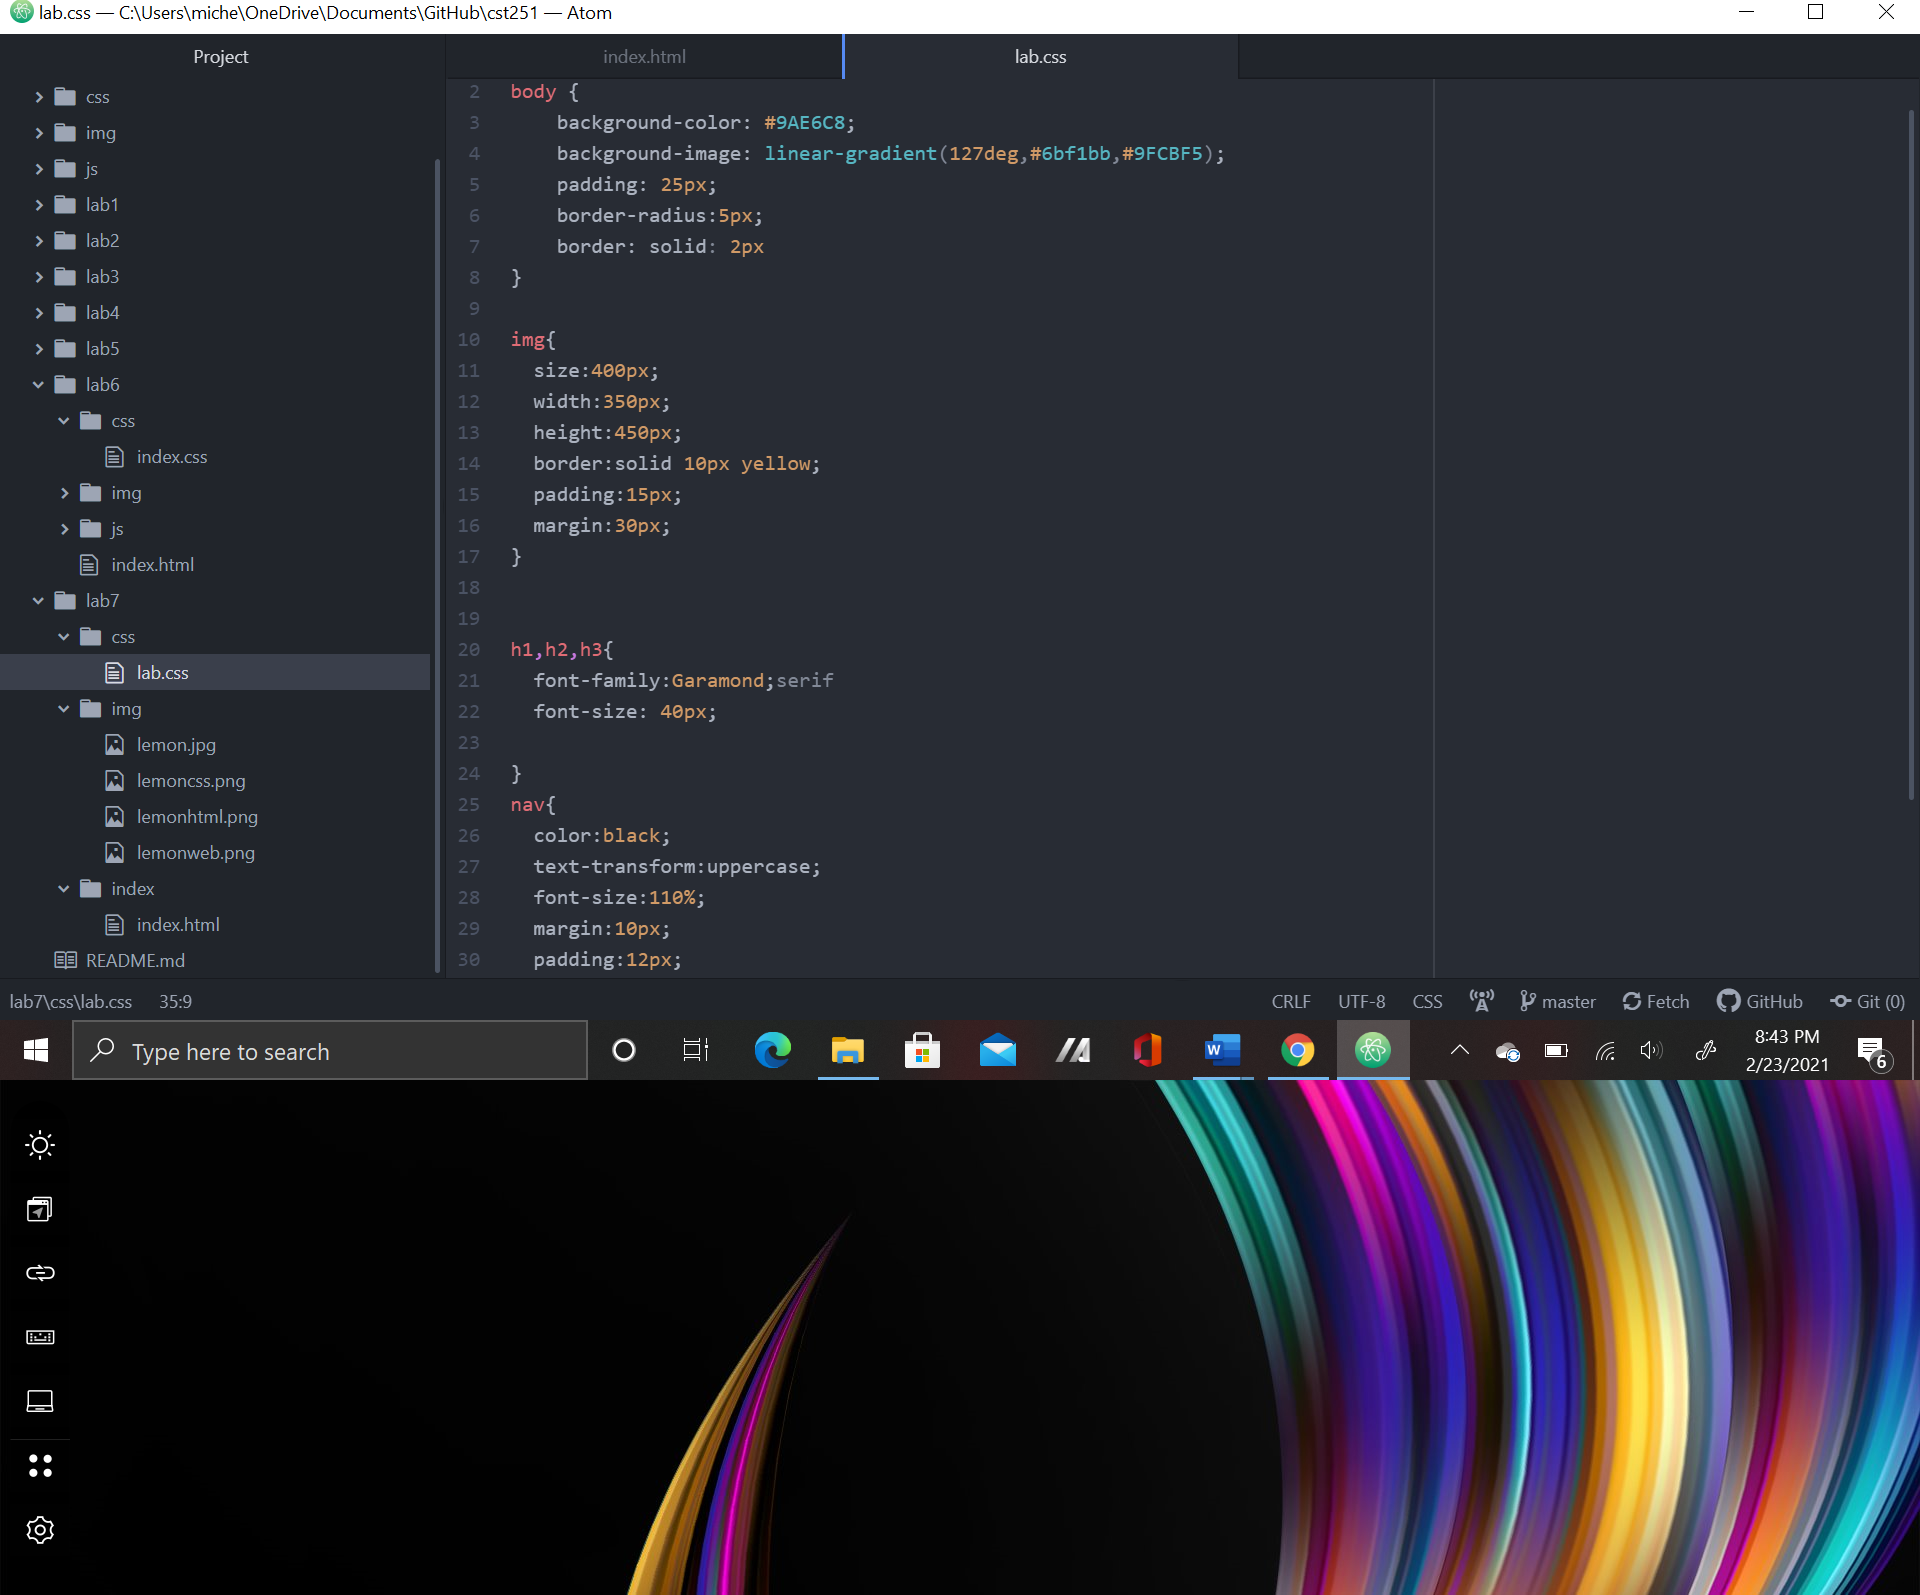 lab.css — C:\Users\miche\OneDrive\Documents\GitHub\cst251 — Atom
Project
index.html
lab.css
css
img
js
lab1
lab2
lab3
lab4
lab5
lab6
css
index.css
img
js
index.html
lab7
css
lab.css
img
lemon.jpg
lemoncss.png
lemonhtml.png
lemonweb.png
index
index.html
README.md
2 body {
3 background-color: #9AE6C8;
4 background-image: linear-gradient(127deg,#6bf1bb,#9FCBF5);
5 padding: 25px;
6 border-radius:5px;
7 border: solid: 2px
8 }
9
10 img{
11 size:400px;
12 width:350px;
13 height:450px;
14 border:solid 10px yellow;
15 padding:15px;
16 margin:30px;
17 }
18
19
20 h1,h2,h3{
21 font-family:Garamond;serif
22 font-size: 40px;
23
24 }
25 nav{
26 color:black;
27 text-transform:uppercase;
28 font-size:110%;
29 margin:10px;
30 padding:12px;
lab7\css\lab.css 35:9 CRLF UTF-8 CSS master Fetch GitHub Git (0)
Type here to search
W
8:43 PM
2/23/2021
6